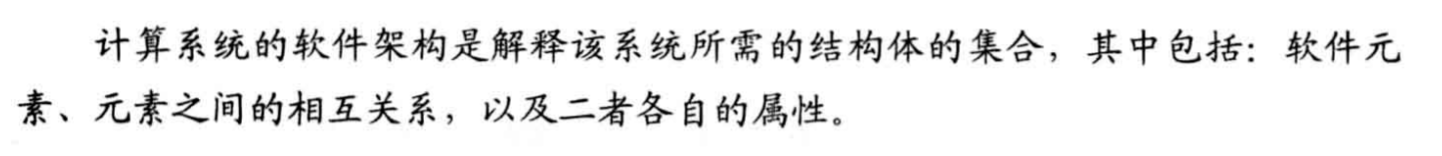 计算系统的软件架构是解释该系统所需的结构体的集合，其中包括：软件元
素、元素之间的相互关系，以及二者各自的属性。